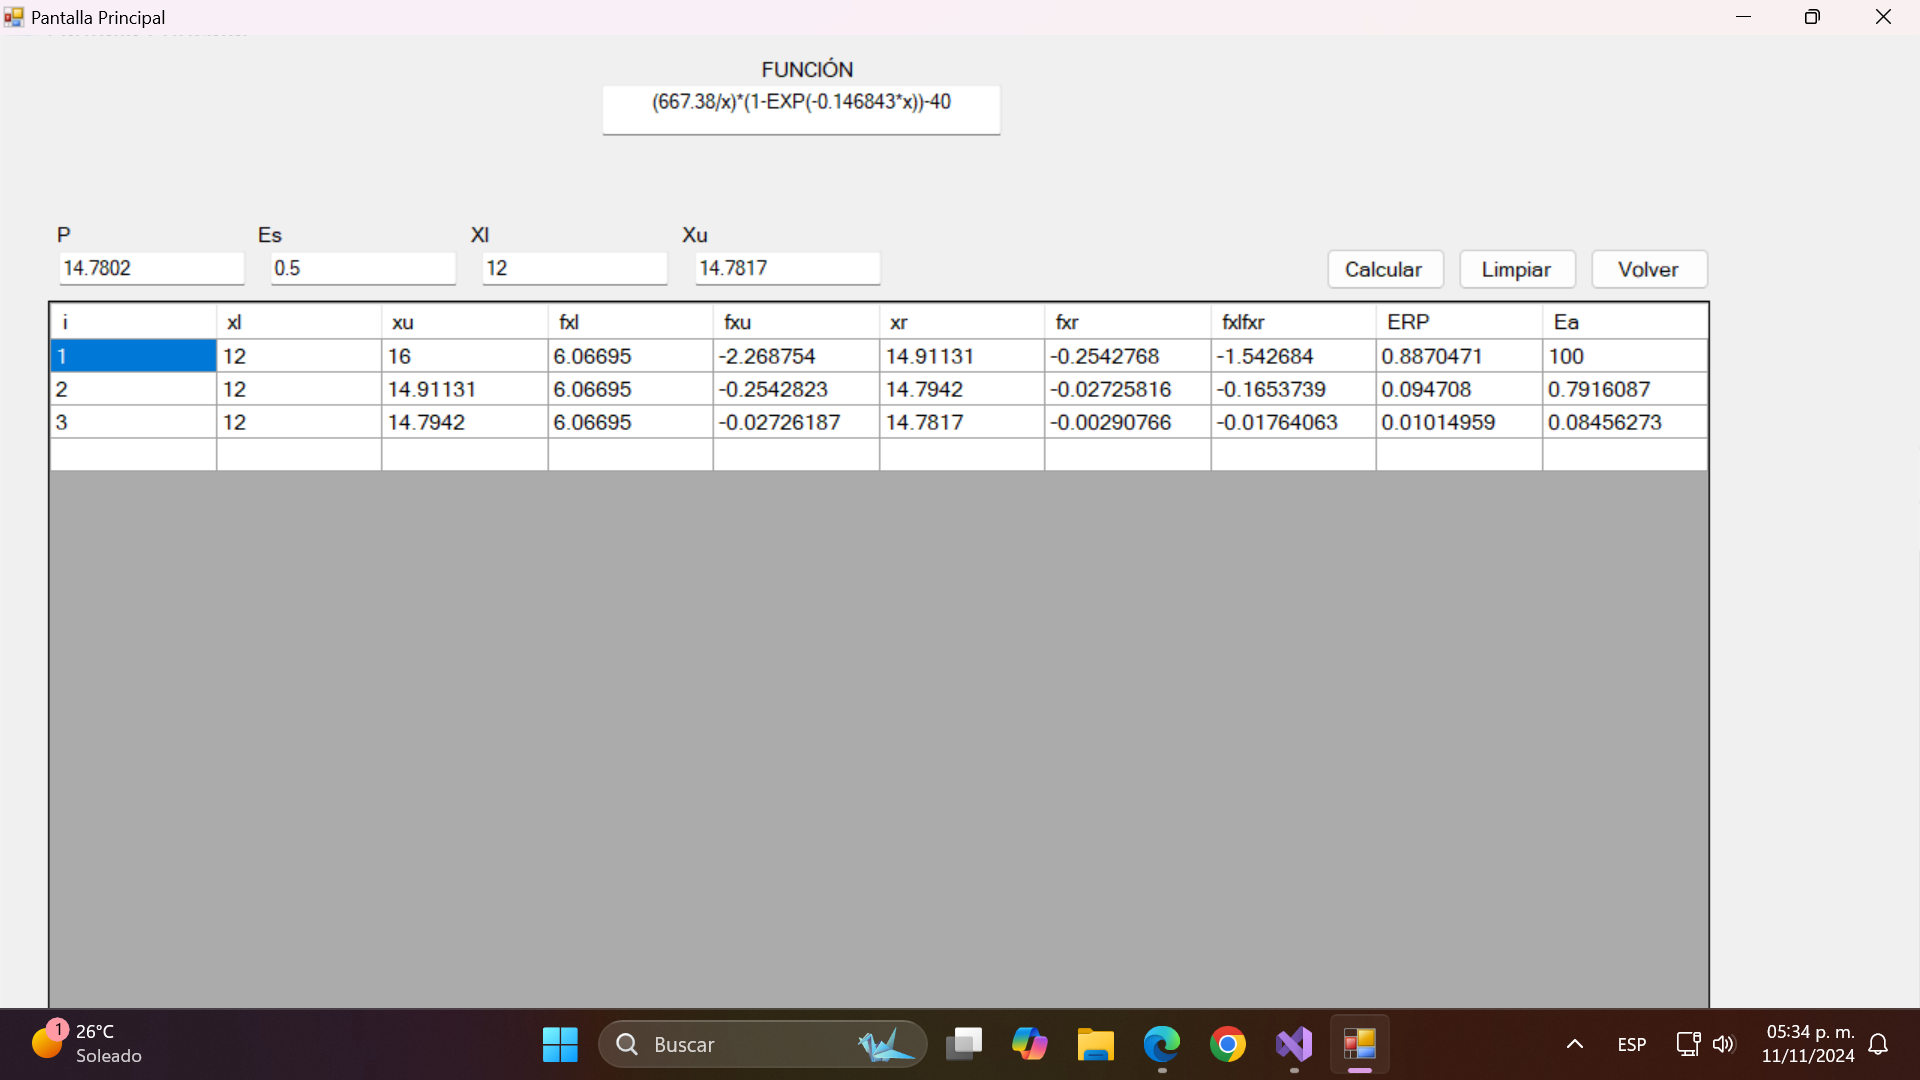 Pantalla Principal
FUNCIÓN
(667.38/x)*(1-EXP(-0.146843*x))-40
P Es Xl Xu
14.7802 0.5 12 14.7817 Calcular Limpiar Volver
i xl xu fxl fxu xr fxr fxlfxr ERP Ea
1 12 16 6.06695 -2.268754 14.91131 -0.2542768 -1.542684 0.8870471 100
2 12 14.91131 6.06695 -0.2542823 14.7942 -0.02725816 -0.1653739 0.094708 0.7916087
3 12 14.7942 6.06695 -0.02726187 14.7817 -0.00290766 -0.01764063 0.01014959 0.08456273
1
26°C
Soleado
Buscar
ESP
05:34 p. m.
11/11/2024